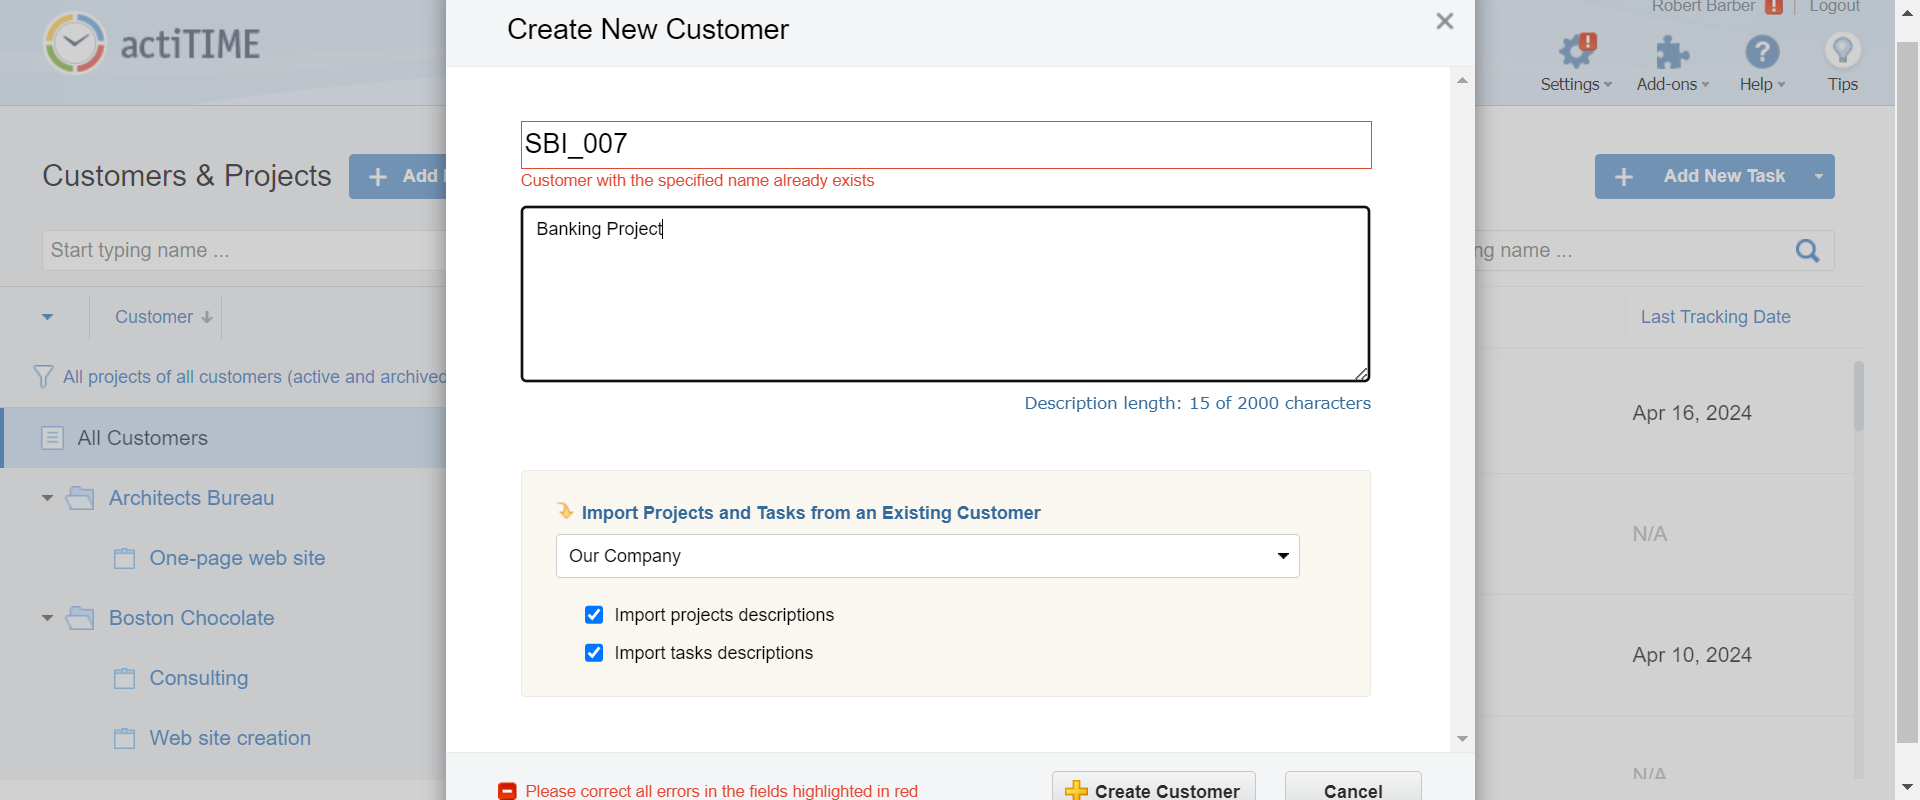 Create New Customer
Robert Barber
Logout
actiTIME
Settings
Add-ons
Help
Tips
SBI_007
Customer with the specified name already exists
Customers & Projects
Add
Add New Task
Banking Project
Start typing name ...
ng name ...
Customer
Last Tracking Date
All projects of all customers (active and archived
Description length: 15 of 2000 characters
Apr 16, 2024
All Customers
Architects Bureau
Import Projects and Tasks from an Existing Customer
N/A
Our Company
One-page web site
Boston Chocolate
Import projects descriptions
Import tasks descriptions
Apr 10, 2024
Consulting
Web site creation
N/A
Please correct all errors in the fields highlighted in red
Create Customer
Cancel